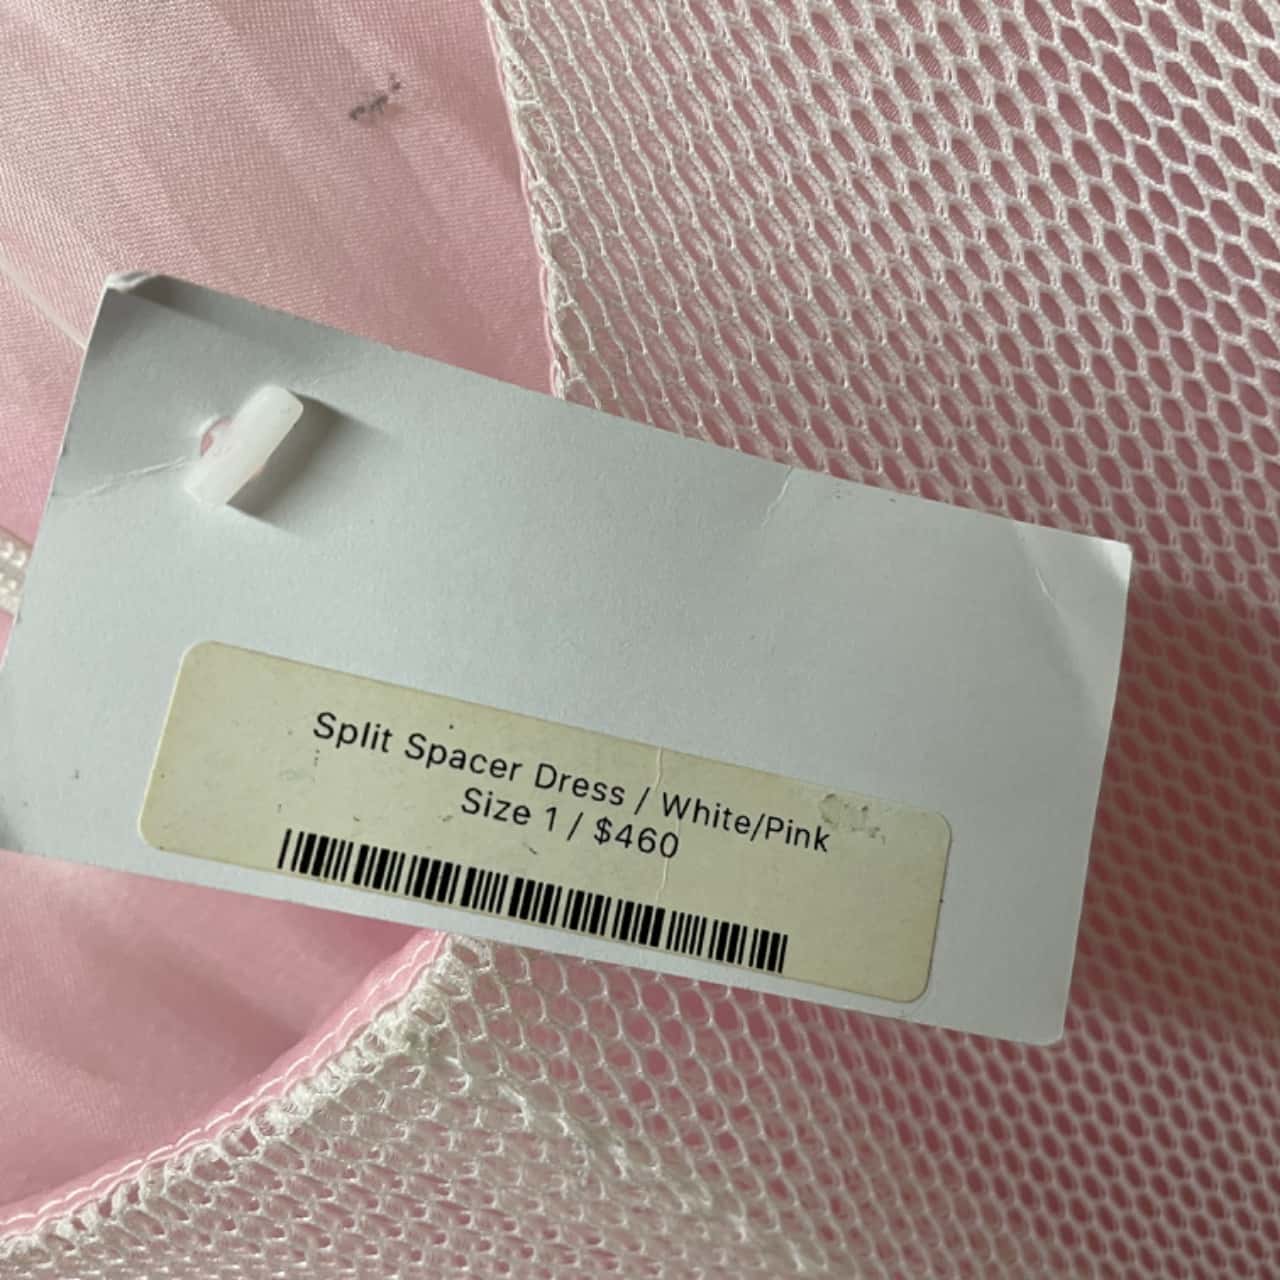 Split Spacer Dress / White/Pink
Size 1 / $460